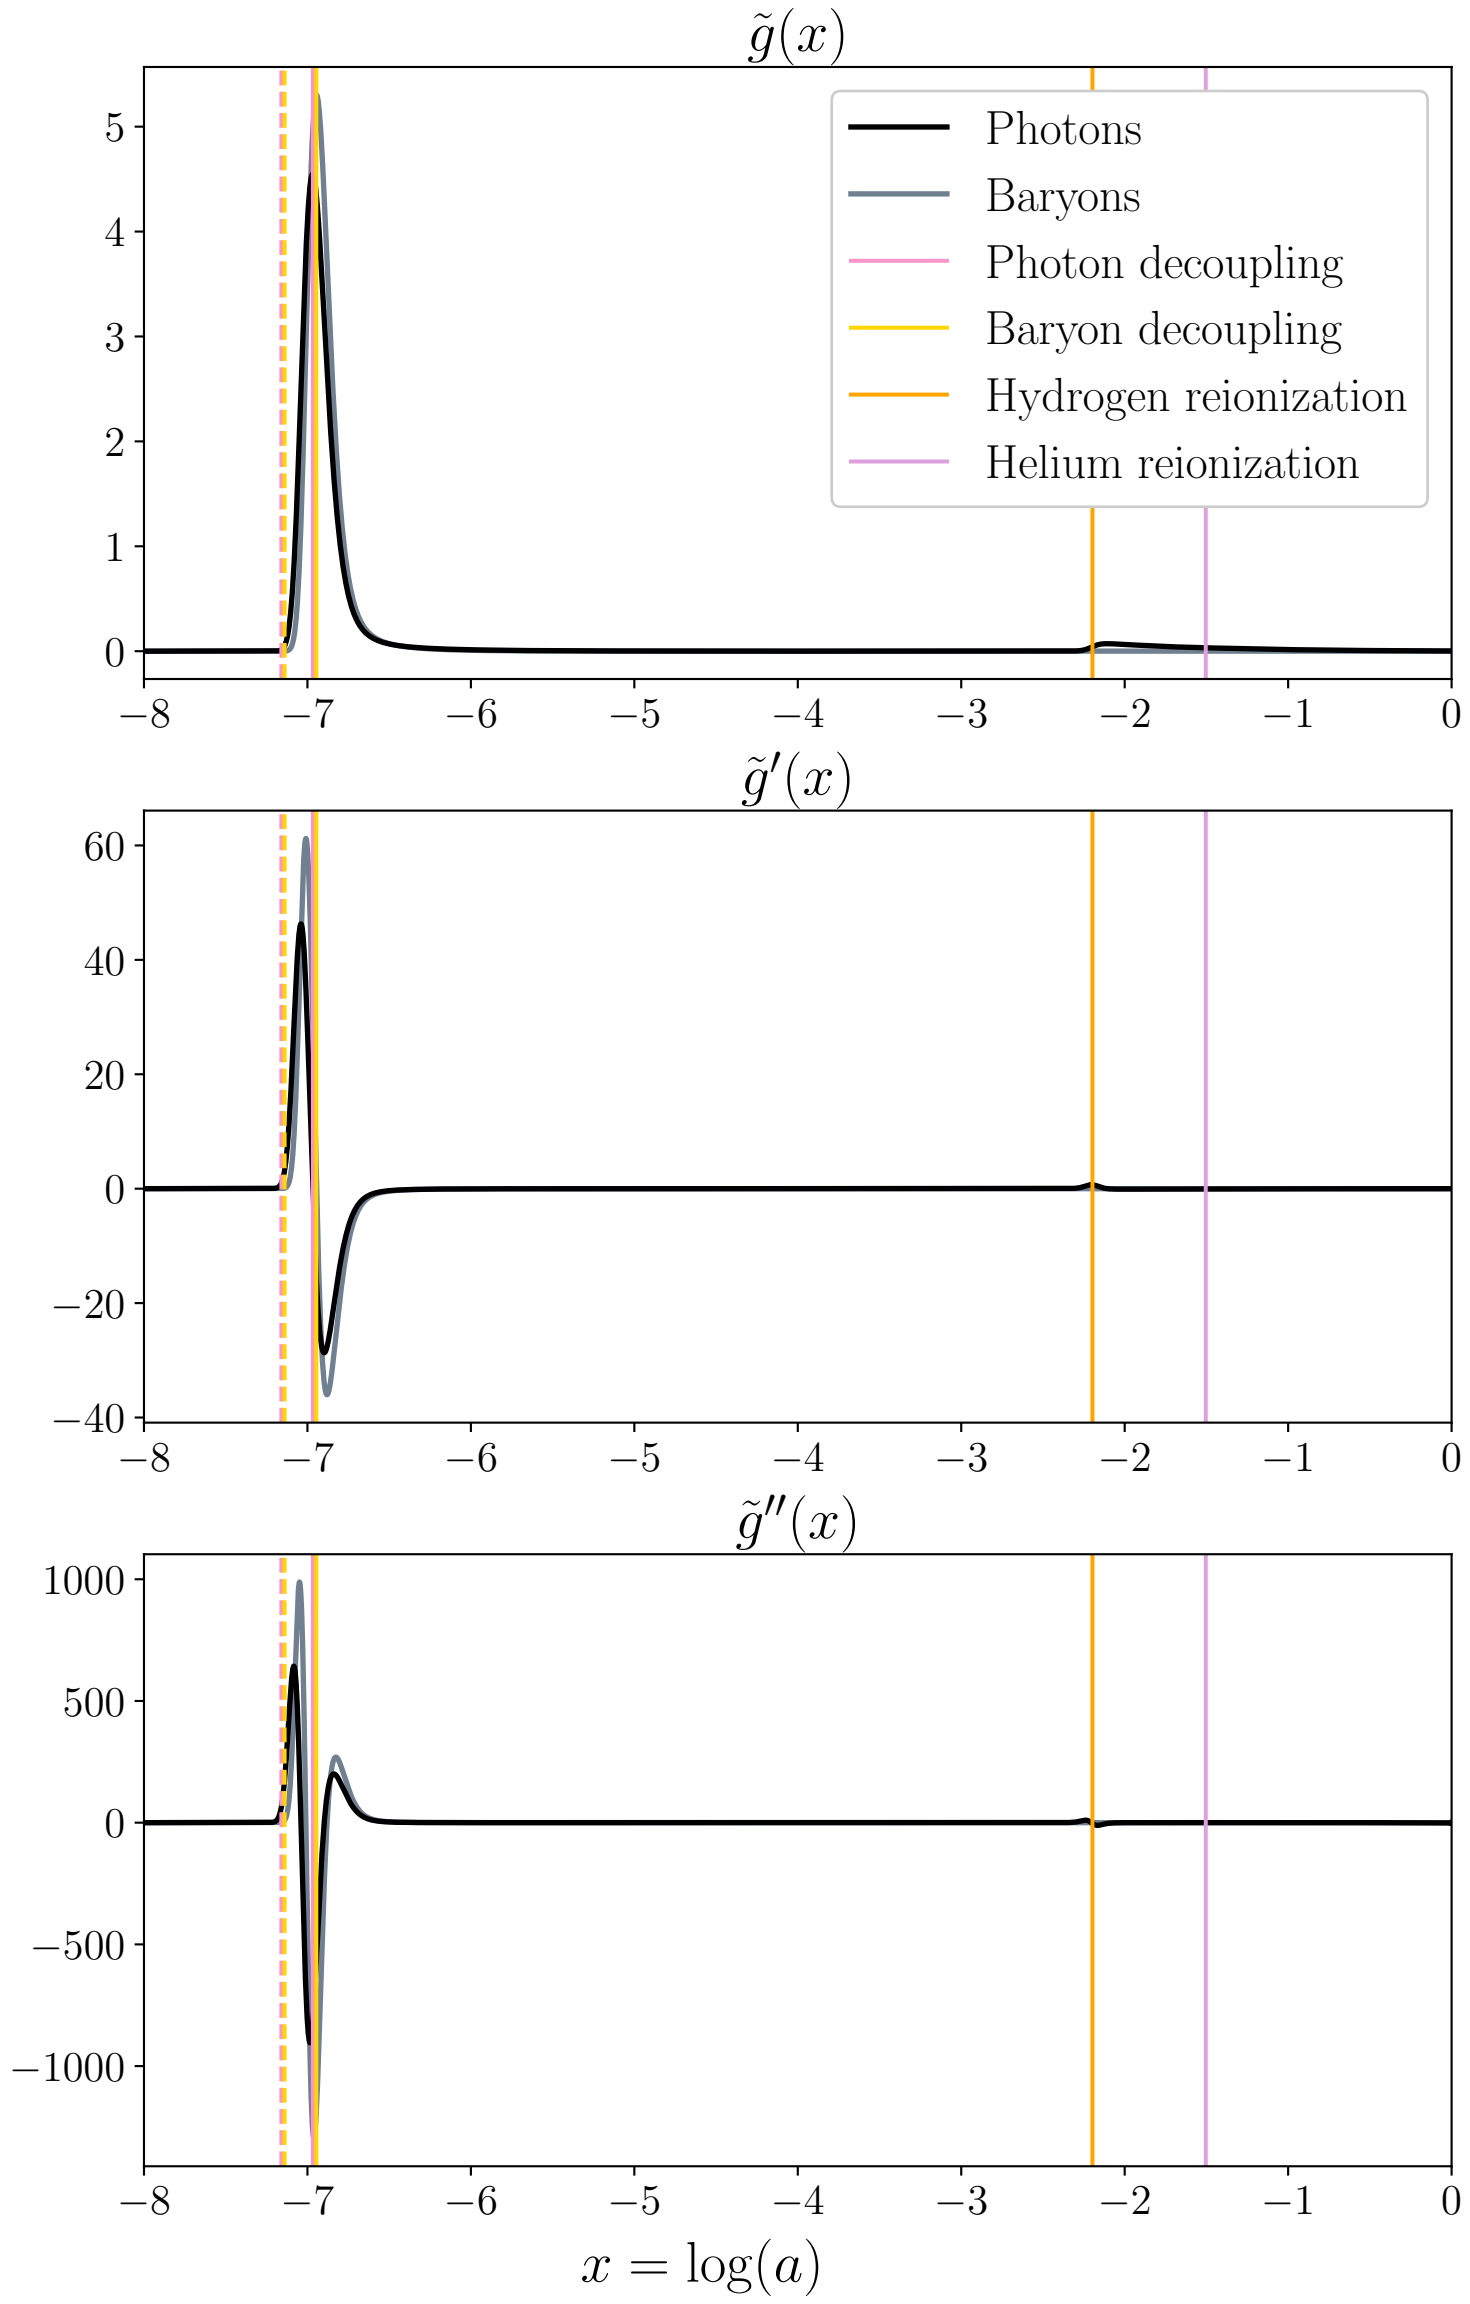 g̃(x)
5
4
3
2
1
0
Photons
Baryons
Photon decoupling
Baryon decoupling
Hydrogen reionization
Helium reionization
−8 −7 −6 −5 −4 −3 −2 −1 0
g̃′(x)
60
40
20
0
−20
−40
−8 −7 −6 −5 −4 −3 −2 −1 0
g̃″(x)
1000
500
0
−500
−1000
−8 −7 −6 −5 −4 −3 −2 −1 0
x = log(a)